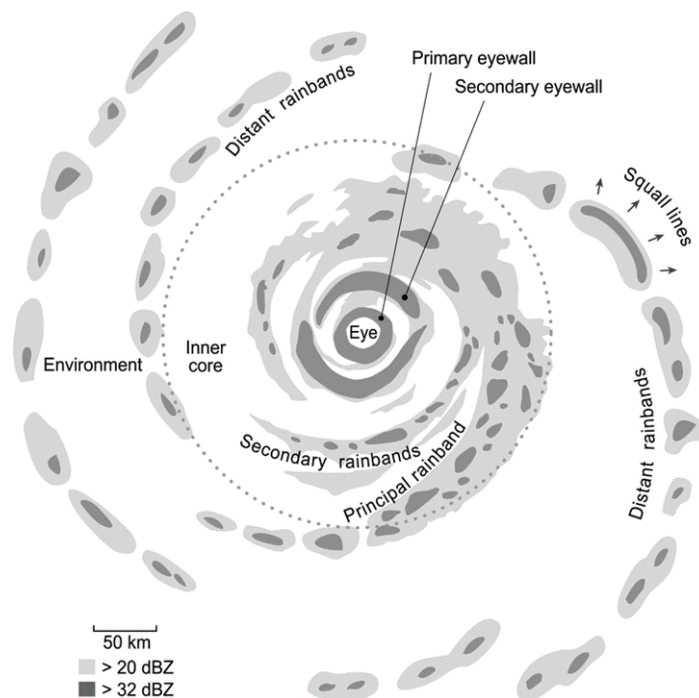 Primary eyewall
Secondary eyewall
Distant rainbands
Squall lines
Eye
Environment
Inner
core
Distant rainbands
Secondary rainbands
Principal rainband
50 km
> 20 dBZ
> 32 dBZ